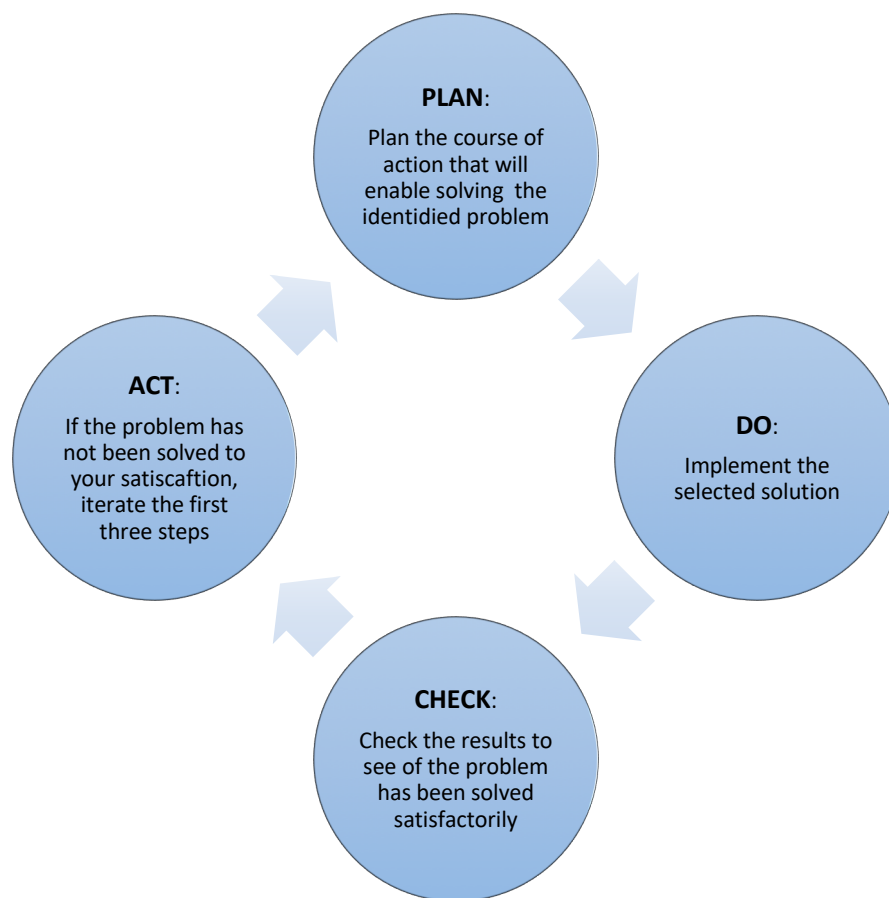 PLAN:
Plan the course of
action that will
enable solving  the
identidied problem
DO:
Implement the
selected solution
CHECK:
Check the results to
see of the problem
has been solved
satisfactorily
ACT:
If the problem has
not been solved to
your satiscaftion,
iterate the first
three steps